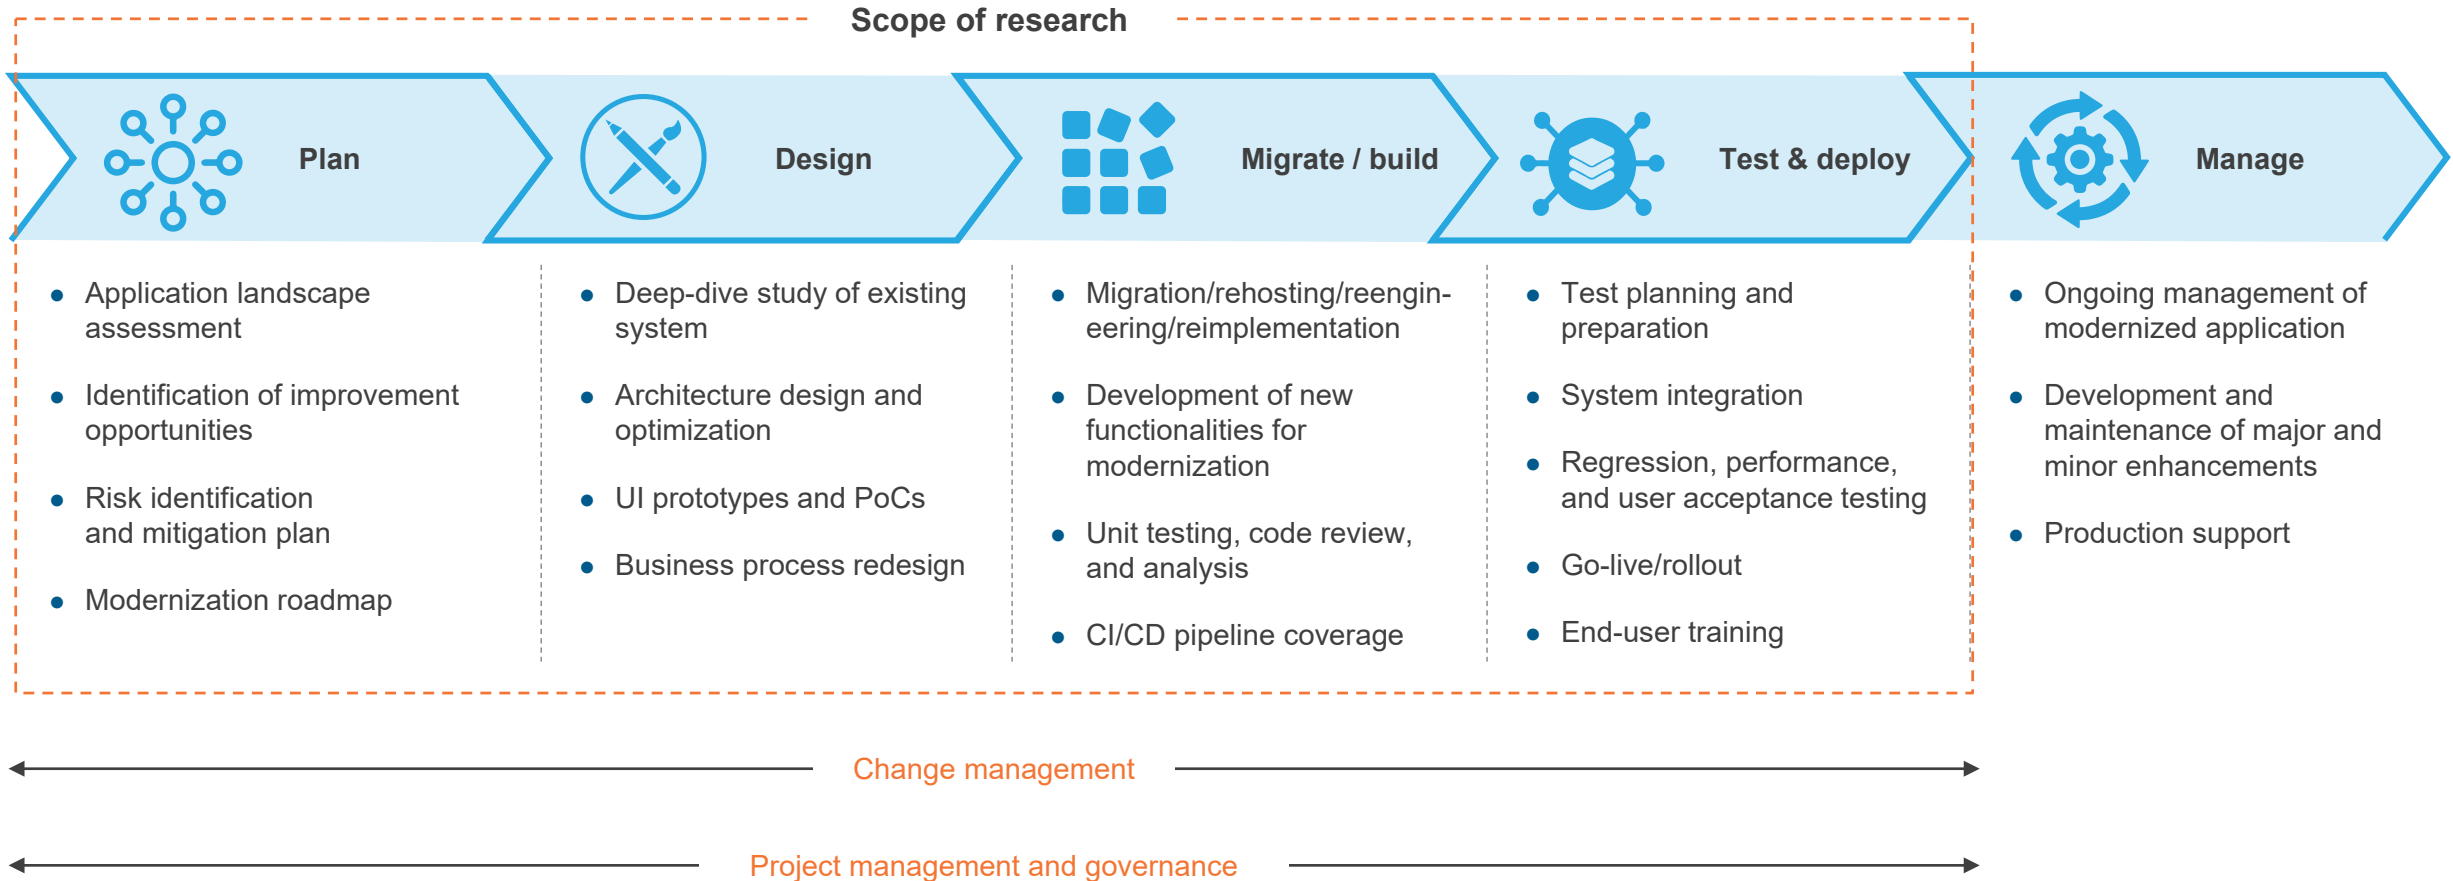 Scope of research
Plan
Design
Migrate / build
Test & deploy
Manage
Application landscape
assessment
Identification of improvement
opportunities
Risk identification
and mitigation plan
Modernization roadmap
Deep-dive study of existing
system
Architecture design and
optimization
UI prototypes and PoCs
Business process redesign
Migration/rehosting/reengin-
eering/reimplementation
Development of new
functionalities for
modernization
Unit testing, code review,
and analysis
CI/CD pipeline coverage
Test planning and
preparation
System integration
Regression, performance,
and user acceptance testing
Go-live/rollout
End-user training
Ongoing management of
modernized application
Development and
maintenance of major and
minor enhancements
Production support
Change management
Project management and governance